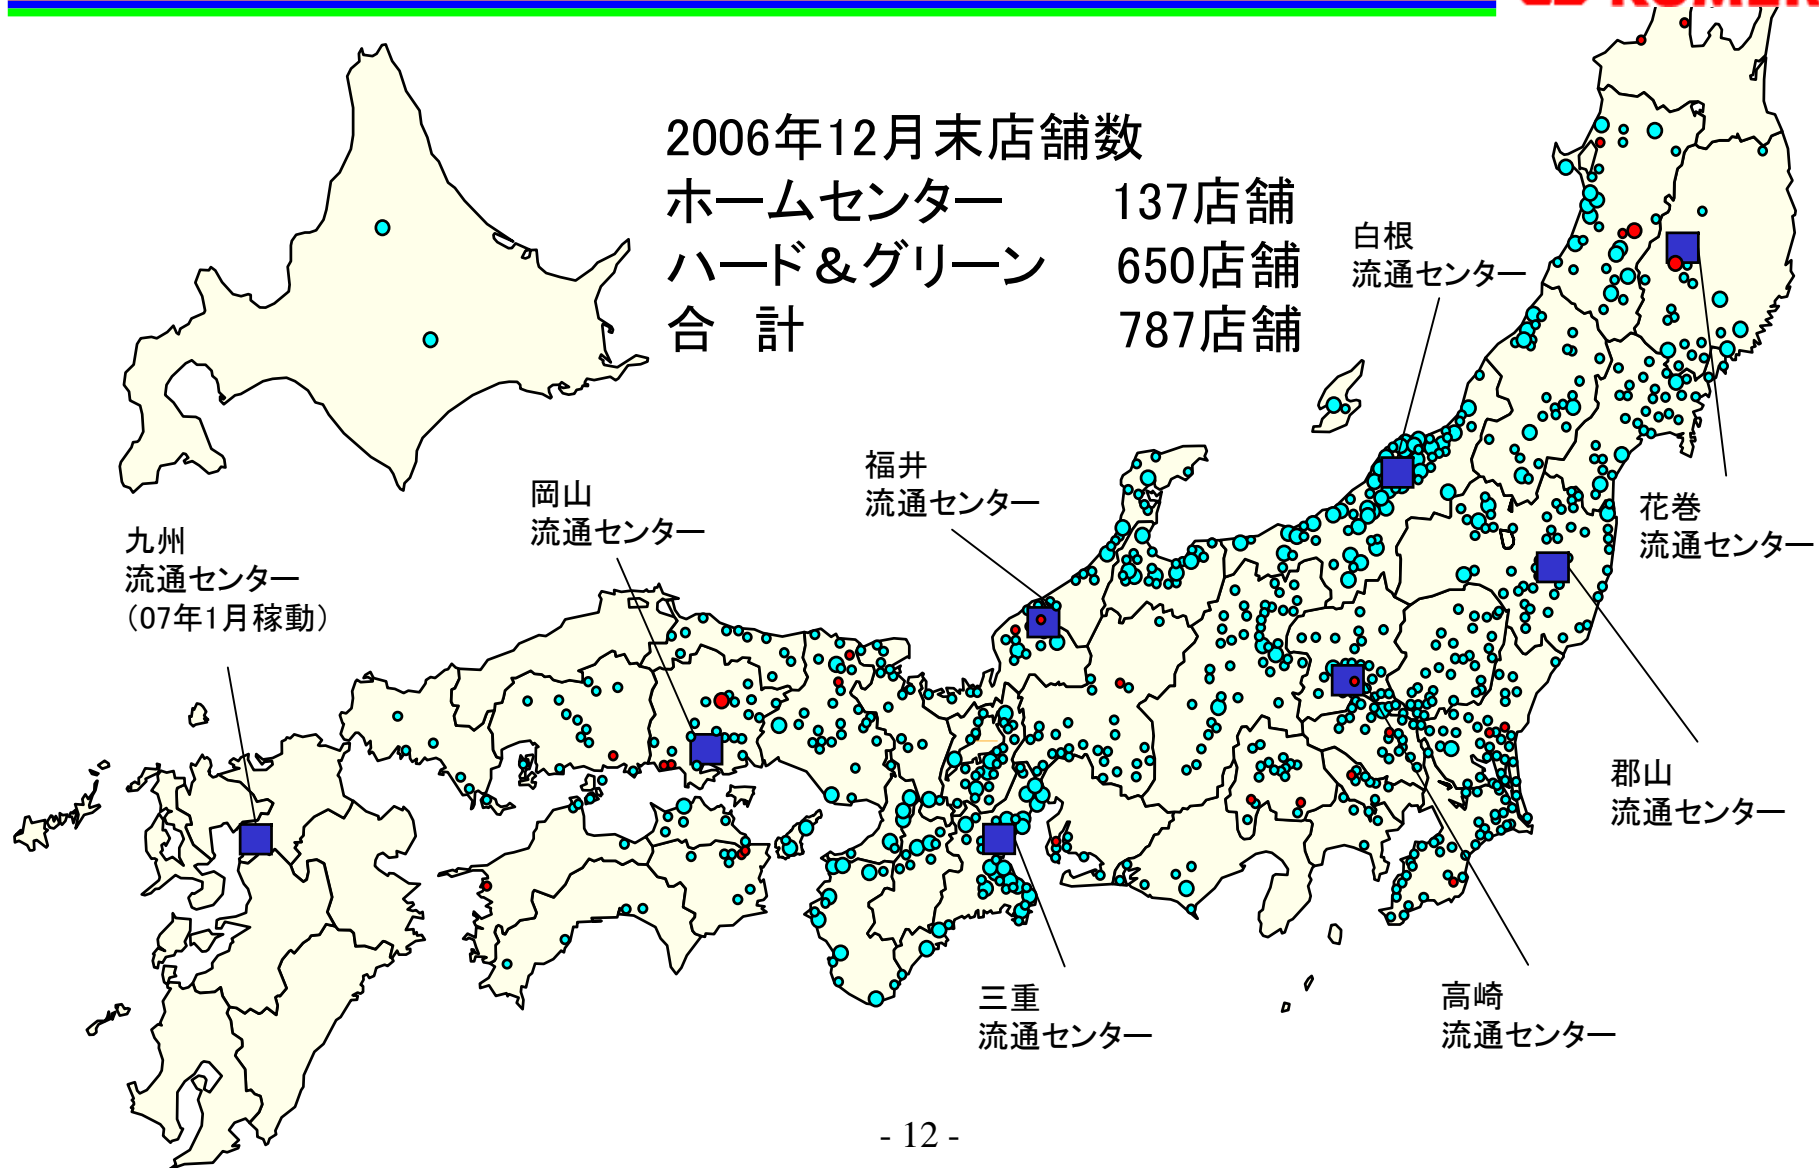 2006年12月末店舗数
ホームセンター 137店舗
ハード＆グリーン 650店舗
合 計 787店舗
白根
流通センター
福井
流通センター
岡山
流通センター
九州
流通センター
（07年1月稼動）
花巻
流通センター
郡山
流通センター
三重
流通センター
高崎
流通センター
- 12 -